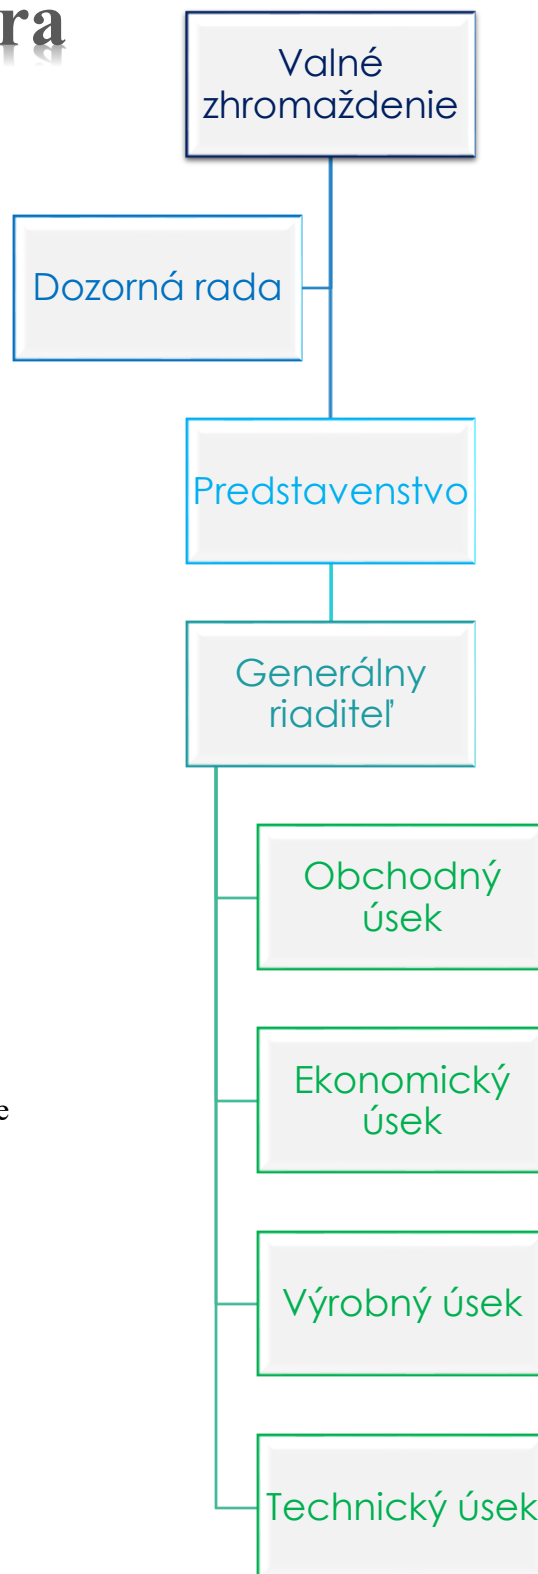 ra
Valné
zhromaždenie
Dozorná rada
Predstavenstvo
Generálny
riaditeľ
Obchodný
úsek
Ekonomický
úsek
e
Výrobný úsek
Technický úsek